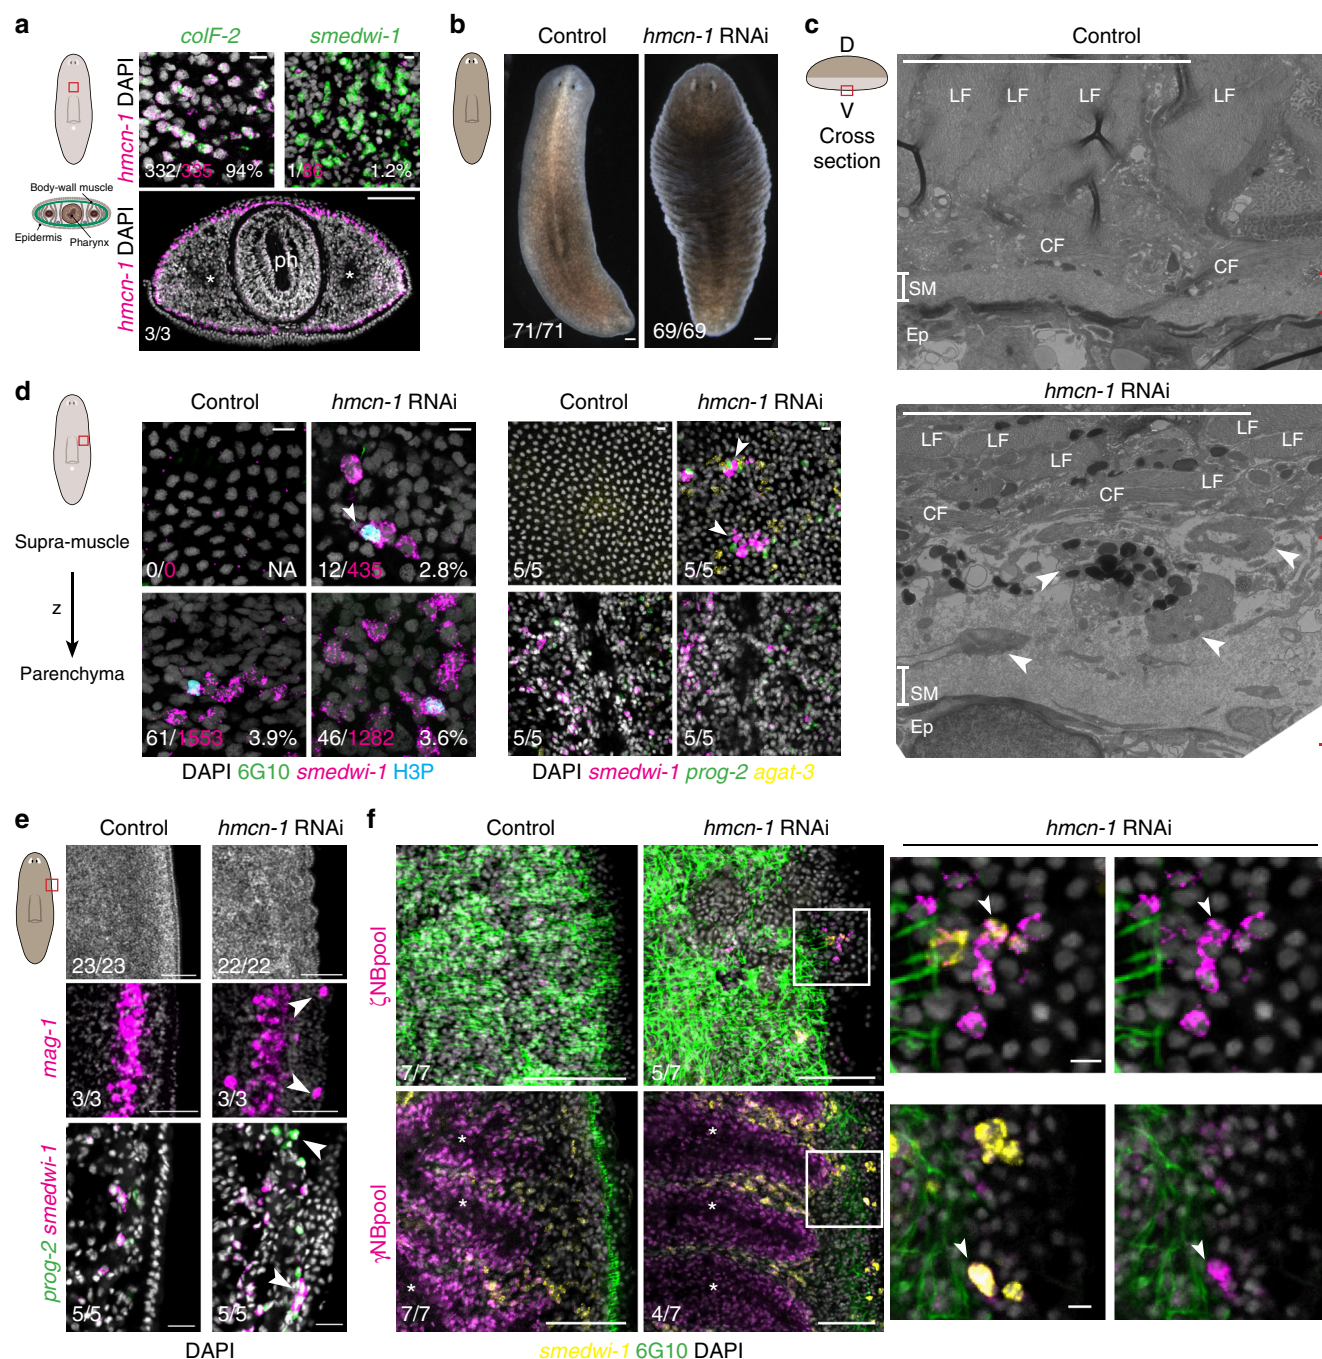 a
colF-2
smedwi-1
hmcn-1 DAPI
332/335
94%
1/86
1.2%
Body-wall muscle
Epidermis
Pharynx
hmcn-1 DAPI
ph
*
*
3/3
b
Control
hmcn-1 RNAi
71/71
69/69
c
D
V
Cross
section
Control
LF
LF
LF
LF
CF
CF
SM
Ep
hmcn-1 RNAi
LF
LF
LF
LF
LF
LF
CF
CF
SM
Ep
d
Control
hmcn-1 RNAi
Control
hmcn-1 RNAi
Supra-muscle
z
Parenchyma
0/0
NA
12/435
2.8%
5/5
5/5
61/1553
3.9%
46/1282
3.6%
5/5
5/5
DAPI 6G10 smedwi-1 H3P
DAPI smedwi-1 prog-2 agat-3
e
Control
hmcn-1 RNAi
23/23
22/22
mag-1
3/3
3/3
prog-2 smedwi-1
5/5
5/5
DAPI
f
Control
hmcn-1 RNAi
hmcn-1 RNAi
ζNBpool
7/7
5/7
γNBpool
*
*
*
7/7
*
*
*
4/7
smedwi-1 6G10 DAPI